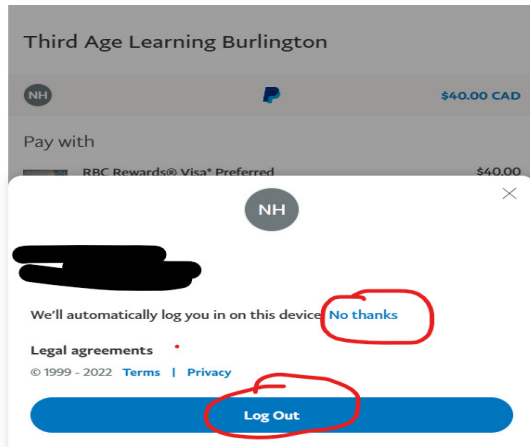 Third Age Learning Burlington
NH $40.00 CAD
Pay with
RBC Rewards® Visa* Preferred $40.00
NH
We'll automatically log you in on this device No thanks
Legal agreements
© 1999 - 2022 Terms | Privacy
Log Out